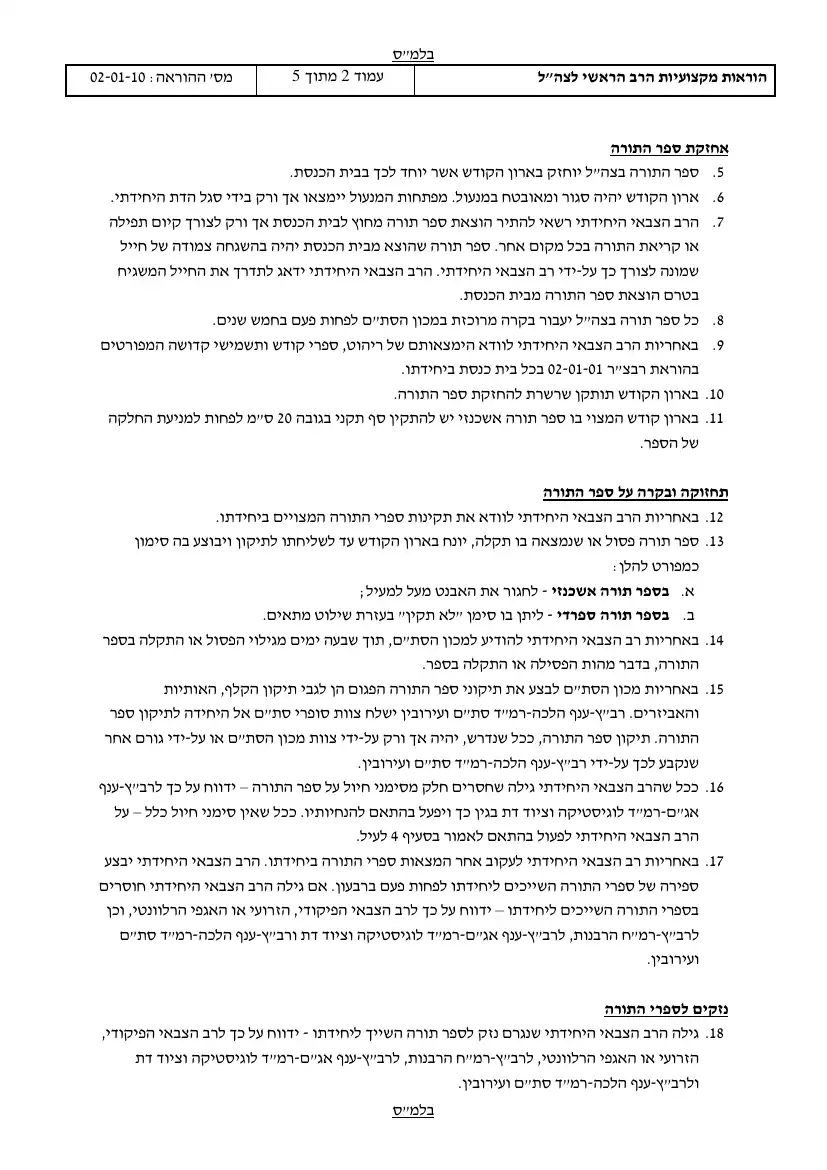 בלמ״ס
הוראות מקצועיות הרב הראשי לצה״ל עמוד 2 מתוך 5 מס׳ ההוראה: 02-01-10
אחזקת ספר התורה
5. ספר התורה בצה״ל יוחזק בארון הקודש אשר יוחד לכך בבית הכנסת.
6. ארון הקודש יהיה סגור ומאובטח במנעול. מפתחות המנעול יימצאו אך ורק בידי סגל הדת היחידתי.
7. הרב הצבאי היחידתי רשאי להתיר הוצאת ספר תורה מחוץ לבית הכנסת אך ורק לצורך קיום תפילה
או קריאת התורה בכל מקום אחר. ספר תורה שהוצא מבית הכנסת יהיה בהשגחה צמודה של חייל
שמונה לצורך כך על-ידי רב הצבאי היחידתי. הרב הצבאי היחידתי ידאג לתדרך את החייל המשגיח
בטרם הוצאת ספר התורה מבית הכנסת.
8. כל ספר תורה בצה״ל יעבור בקרה מרוכזת במכון הסת״ם לפחות פעם בחמש שנים.
9. באחריות הרב הצבאי היחידתי לוודא הימצאותם של ריהוט, ספרי קודש ותשמישי קדושה המפורטים
בהוראת רבצ״ר 02-01-01 בכל בית כנסת ביחידתו.
10. בארון הקודש תותקן שרשרת להחזקת ספר התורה.
11. בארון קודש המצוי בו ספר תורה אשכנזי יש להתקין סף תקני בגובה 20 ס״מ לפחות למניעת החלקה
של הספר.
תחזוקה ובקרה על ספר התורה
12. באחריות הרב הצבאי היחידתי לוודא את תקינות ספרי התורה המצויים ביחידתו.
13. ספר תורה פסול או שנמצאה בו תקלה, יונח בארון הקודש עד לשליחתו לתיקון ויבוצע בה סימון
כמפורט להלן:
א. בספר תורה אשכנזי - לחגור את האבנט מעל למעיל;
ב. בספר תורה ספרדי - ליתן בו סימן ״לא תקין״ בעזרת שילוט מתאים.
14. באחריות רב הצבאי היחידתי להודיע למכון הסת״ם, תוך שבעה ימים מגילוי הפסול או התקלה בספר
התורה, בדבר מהות הפסילה או התקלה בספר.
15. באחריות מכון הסת״ם לבצע את תיקוני ספר התורה הפגום הן לגבי תיקון הקלף, האותיות
והאביזרים. רב״ץ-ענף הלכה-רמ״ד סת״ם ועירובין ישלח צוות סופרי סת״ם אל היחידה לתיקון ספר
התורה. תיקון ספר התורה, ככל שנדרש, יהיה אך ורק על-ידי צוות מכון הסת״ם או על-ידי גורם אחר
שנקבע לכך על-ידי רב״ץ-ענף הלכה-רמ״ד סת״ם ועירובין.
16. ככל שהרב הצבאי היחידתי גילה שחסרים חלק מסימני חיול על ספר התורה – ידווח על כך לרב״ץ-ענף
אג״ם-רמ״ד לוגיסטיקה וציוד דת בגין כך ויפעל בהתאם להנחיותיו. ככל שאין סימני חיול כלל – על
הרב הצבאי היחידתי לפעול בהתאם לאמור בסעיף 4 לעיל.
17. באחריות רב הצבאי היחידתי לעקוב אחר המצאות ספרי התורה ביחידתו. הרב הצבאי היחידתי יבצע
ספירה של ספרי התורה השייכים ליחידתו לפחות פעם ברבעון. אם גילה הרב הצבאי היחידתי חוסרים
בספרי התורה השייכים ליחידתו – ידווח על כך לרב הצבאי הפיקודי, הזרועי או האגפי הרלוונטי, וכן
לרב״ץ-רמ״ח הרבנות, לרב״ץ-ענף אג״ם-רמ״ד לוגיסטיקה וציוד דת ורב״ץ-ענף הלכה-רמ״ד סת״ם
ועירובין.
נזקים לספרי התורה
18. גילה הרב הצבאי היחידתי שנגרם נזק לספר תורה השייך ליחידתו - ידווח על כך לרב הצבאי הפיקודי,
הזרועי או האגפי הרלוונטי, לרב״ץ-רמ״ח הרבנות, לרב״ץ-ענף אג״ם-רמ״ד לוגיסטיקה וציוד דת
ולרב״ץ-ענף הלכה-רמ״ד סת״ם ועירובין.
בלמ״ס